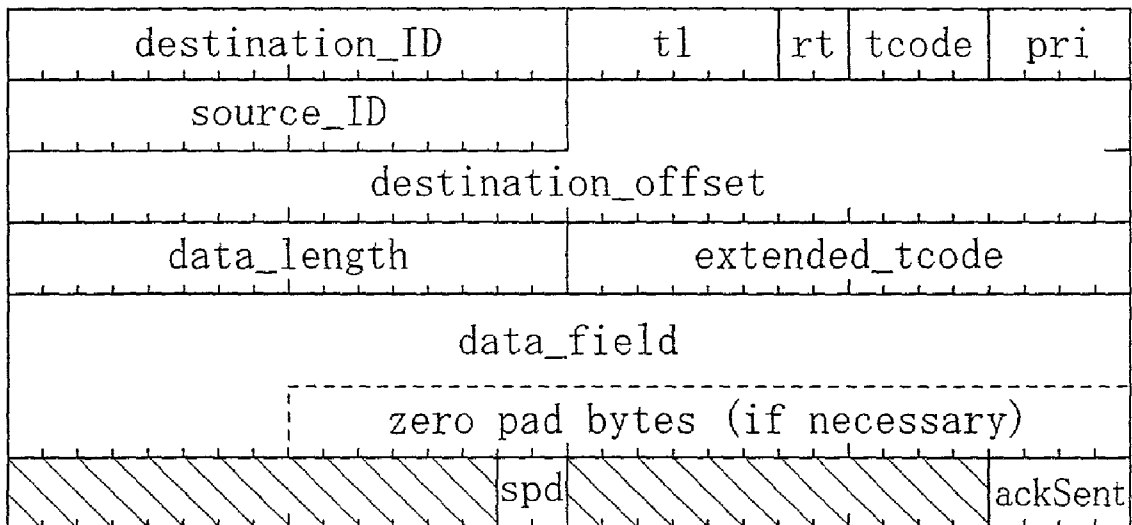 destination_ID tl rt tcode pri
source_ID
destination_offset
data_length extended_tcode
data_field
zero pad bytes (if necessary)
spd ackSent